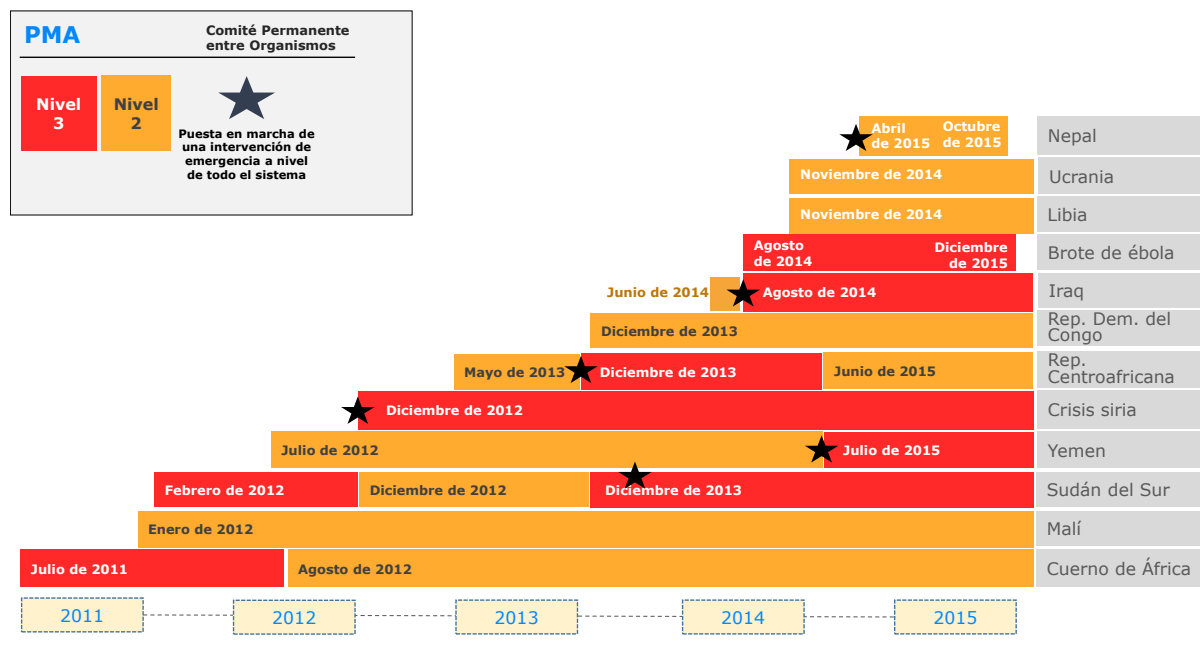 PMA
Comité Permanente
entre Organismos
Nivel
3
Nivel
2
Puesta en marcha de
una intervención de
emergencia a nivel
de todo el sistema
Abril
de 2015
Octubre
de 2015
Nepal
Noviembre de 2014
Ucrania
Noviembre de 2014
Libia
Agosto
de 2014
Diciembre
de 2015
Brote de ébola
Junio de 2014
Agosto de 2014
Iraq
Diciembre de 2013
Rep. Dem. del
Congo
Mayo de 2013
Diciembre de 2013
Junio de 2015
Rep.
Centroafricana
Diciembre de 2012
Crisis siria
Julio de 2012
Julio de 2015
Yemen
Febrero de 2012
Diciembre de 2012
Diciembre de 2013
Sudán del Sur
Enero de 2012
Malí
Julio de 2011
Agosto de 2012
Cuerno de África
2011
2012
2013
2014
2015